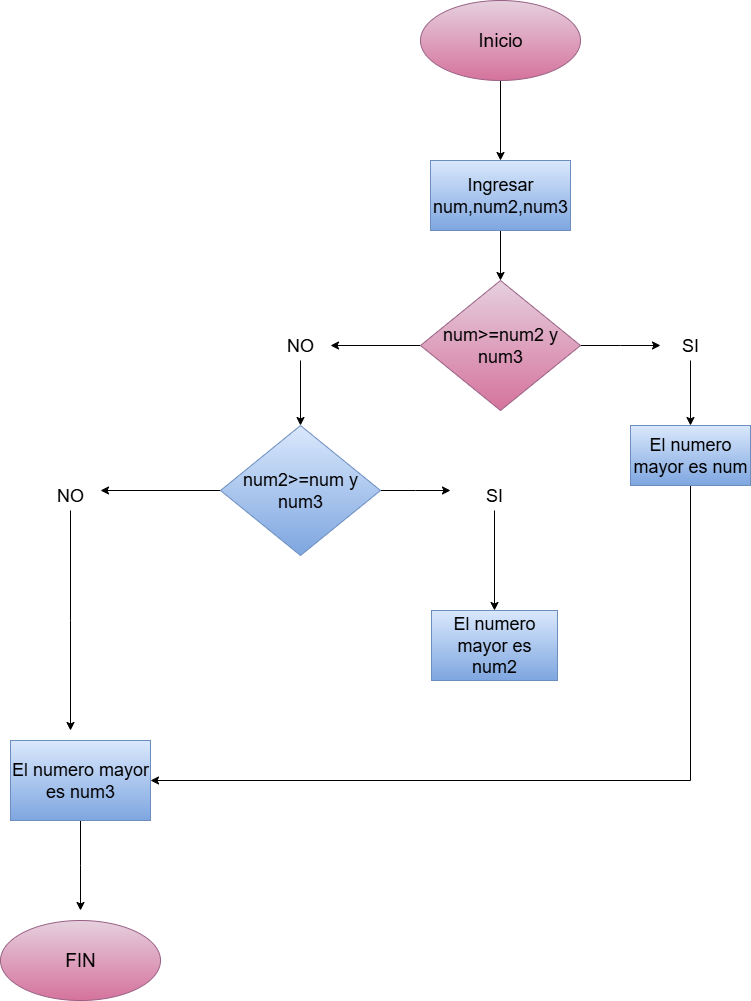 Inicio
Ingresar
num,num2,num3
num>=num2 y
num3
NO
SI
El numero
mayor es num
num2>=num y
num3
NO
SI
El numero
mayor es
num2
El numero mayor
es num3
FIN